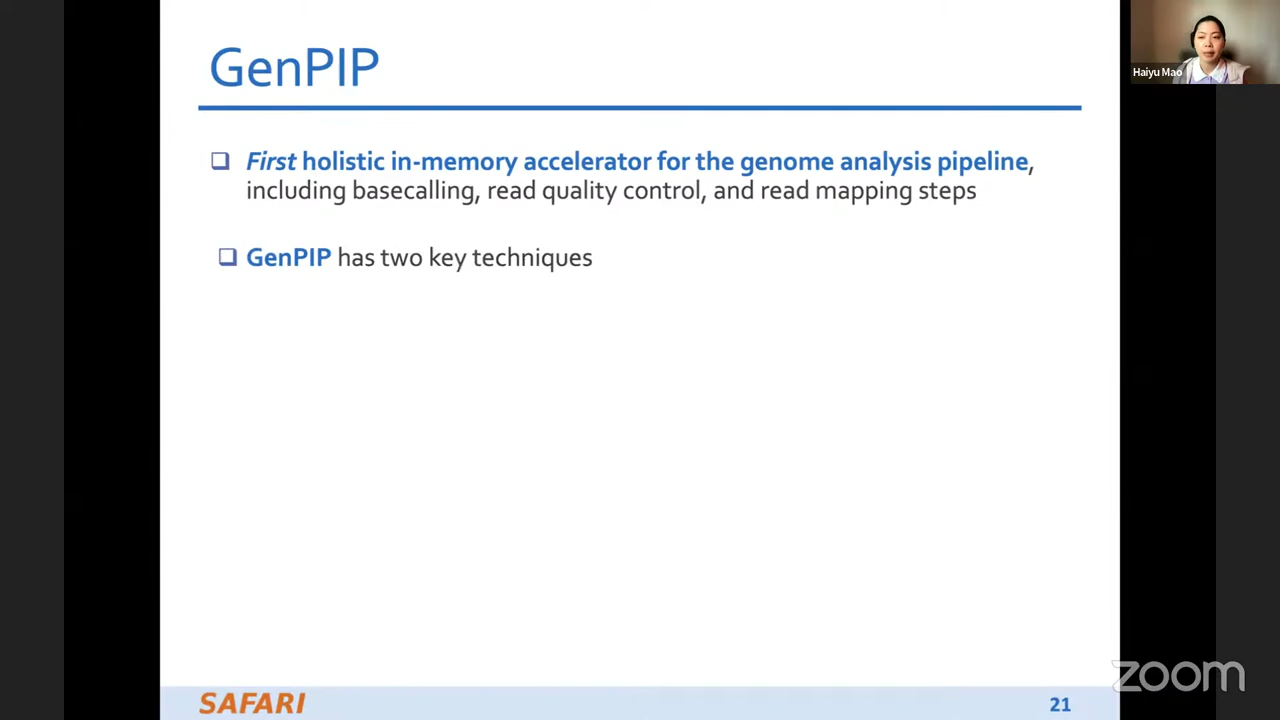 GenPIP
First holistic in-memory accelerator for the genome analysis pipeline,
including basecalling, read quality control, and read mapping steps
GenPIP has two key techniques
SAFARI
21
Haiyu Mao
zoom